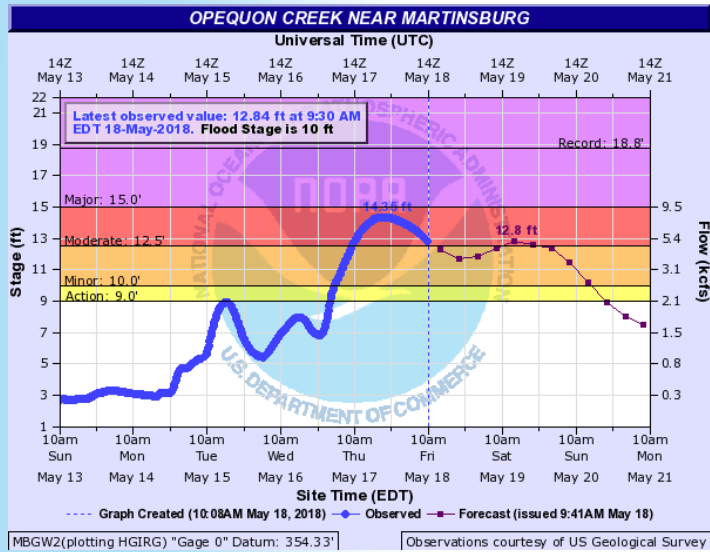 OPEQUON CREEK NEAR MARTINSBURG
Universal Time (UTC)
14Z 14Z 14Z 14Z 14Z 14Z 14Z 14Z 14Z
May 13 May 14 May 15 May 16 May 17 May 18 May 19 May 20 May 21
Latest observed value: 12.84 ft at 9:30 AM
EDT 18-May-2018. Flood Stage is 10 ft
Record: 18.8'
Major: 15.0'
Moderate: 12.5'
Minor: 10.0'
Action: 9.0'
14.35 ft
12.8 ft
NOAA
NATIONAL OCEANIC AND ATMOSPHERIC ADMINISTRATION
U.S. DEPARTMENT OF COMMERCE
Stage (ft)
22
21
19
17
15
13
11
9
7
5
3
1
Flow (kcfs)
9.5
5.4
3.1
2.1
1.5
0.8
0.3
10am 10am 10am 10am 10am 10am 10am 10am 10am
Sun Mon Tue Wed Thu Fri Sat Sun Mon
May 13 May 14 May 15 May 16 May 17 May 18 May 19 May 20 May 21
Site Time (EDT)
Graph Created (10:08AM May 18, 2018) Observed Forecast (issued 9:41AM May 18)
MBGW2(plotting HGIRG) "Gage 0" Datum: 354.33' Observations courtesy of US Geological Survey